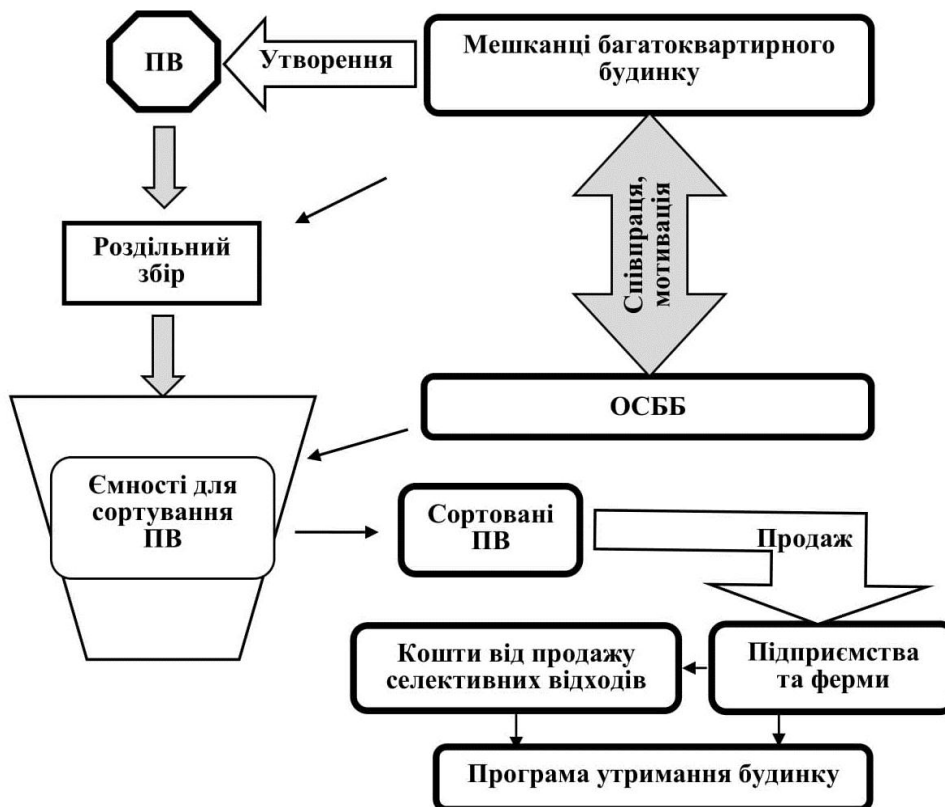 ПВ
Утворення
Мешканці багатоквартирного
будинку
Співпраця,
мотивація
Роздільний
збір
ОСББ
Ємності для
сортування
ПВ
Сортовані
ПВ
Продаж
Кошти від продажу
селективних відходів
Підприємства
та ферми
Програма утримання будинку